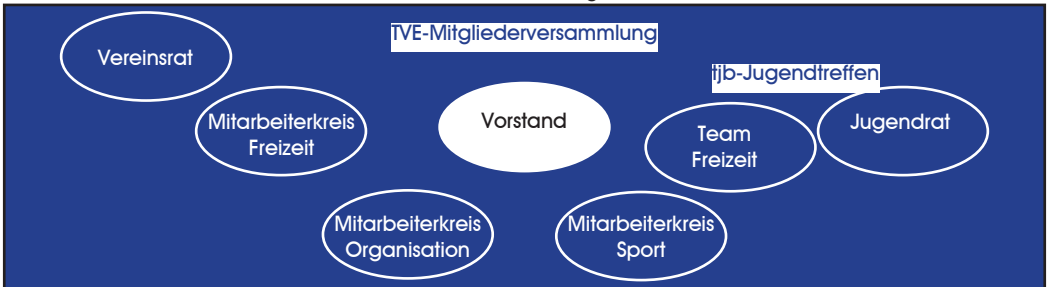 TVE-Mitgliederversammlung
Vereinsrat
tjb-Jugendtreffen
Mitarbeiterkreis
Freizeit
Vorstand
Team
Freizeit
Jugendrat
Mitarbeiterkreis
Organisation
Mitarbeiterkreis
Sport